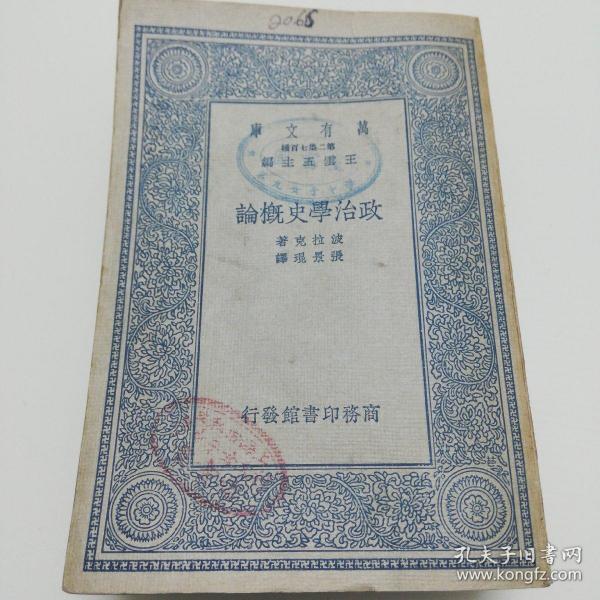 2068
萬有文庫
第二集七百種
王雲五主編
政治學史概論
波拉克著
張景琨譯
商務印書館發行
孔夫子旧書网
www.kongfz.com